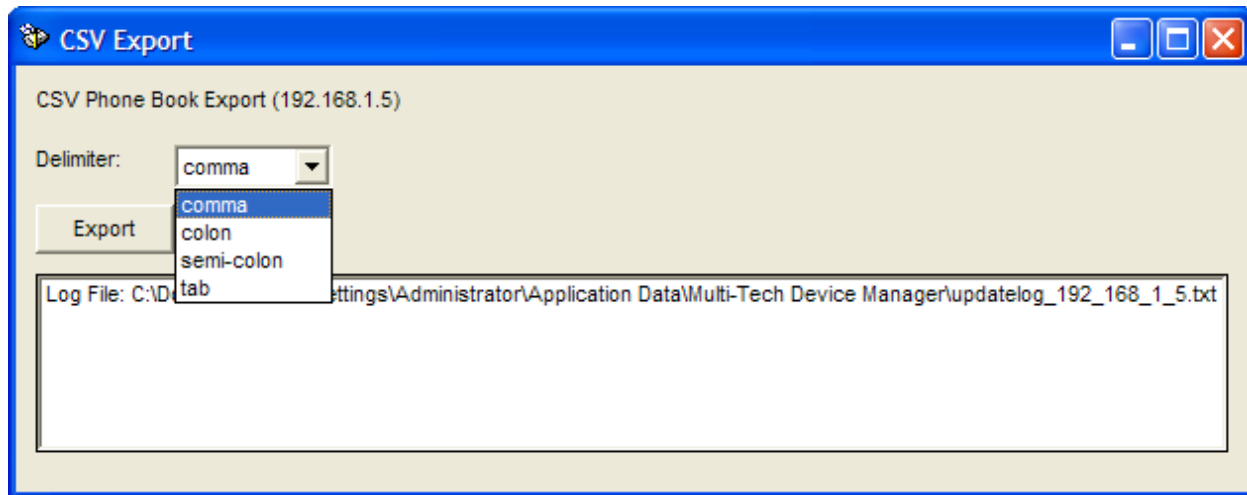 CSV Export
CSV Phone Book Export (192.168.1.5)
Delimiter:
comma
comma
colon
semi-colon
tab
Export
Log File: C:\D ettings\Administrator\Application Data\Multi-Tech Device Manager\updatelog_192_168_1_5.txt